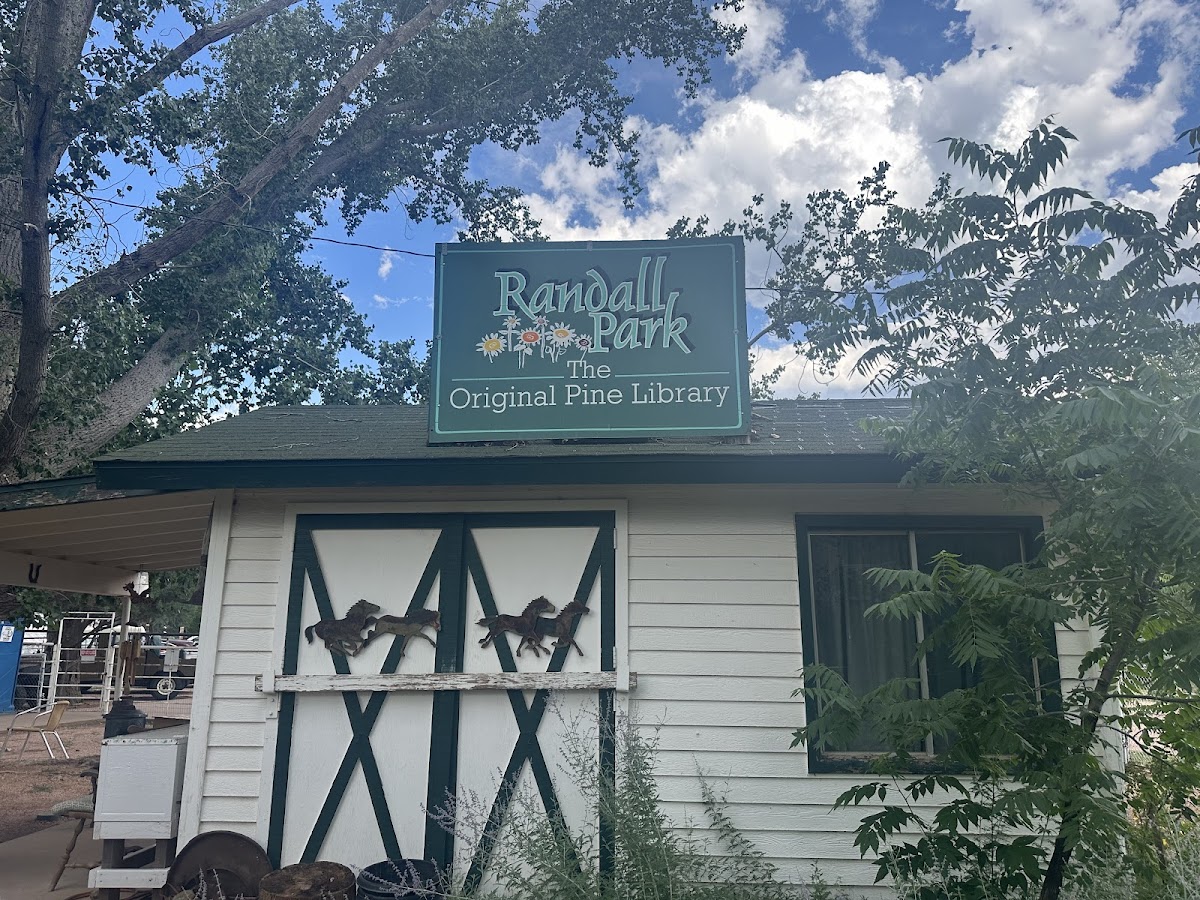 Randall
Park
The
Original Pine Library